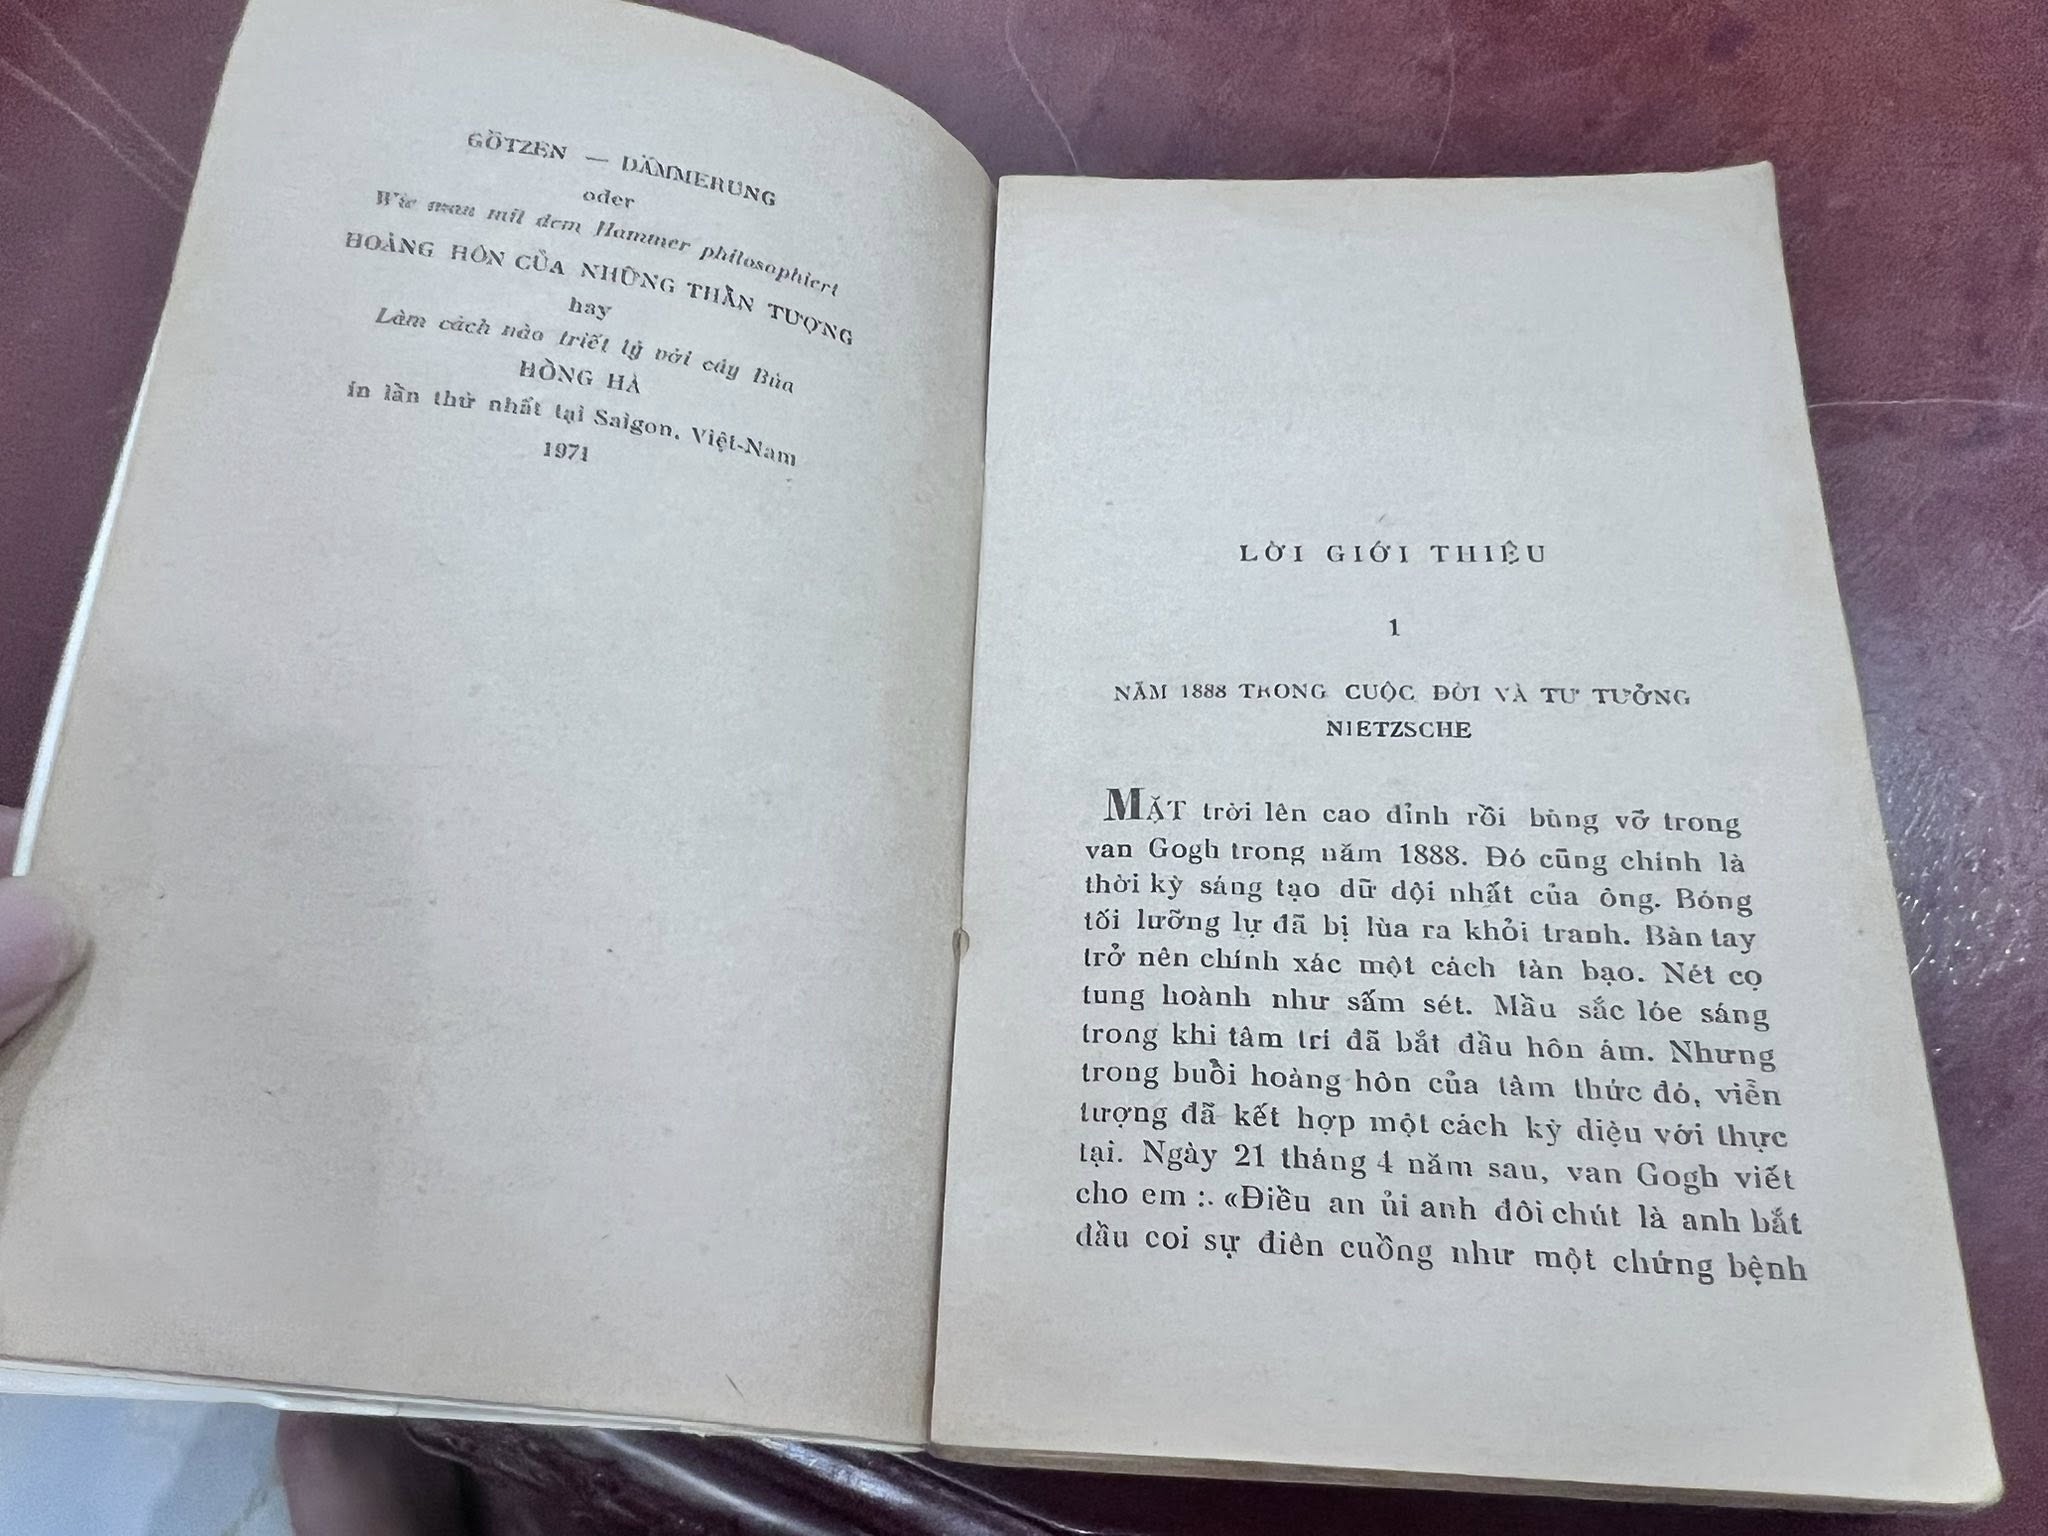 GÖTZEN — DÄMMERUNG
oder
Wie man mit dem Hammer philosophiert
HOÀNG HÔN CỦA NHỮNG THẦN TƯỢNG
hay
Làm cách nào triết lý với cây Búa
HỒNG HÀ
in lần thứ nhất tại Saigon, Việt-Nam
1971
LỜI GIỚI THIỆU
1
NĂM 1888 TRONG CUỘC ĐỜI VÀ TƯ TƯỞNG
NIETZSCHE
MẶT trời lên cao đỉnh rồi bùng vỡ trong
van Gogh trong năm 1888. Đó cũng chính là
thời kỳ sáng tạo dữ dội nhất của ông. Bóng
tối lưỡng lự đã bị lùa ra khỏi tranh. Bàn tay
trở nên chính xác một cách tàn bạo. Nét cọ
tung hoành như sấm sét. Mầu sắc lóe sáng
trong khi tâm trí đã bắt đầu hôn ám. Nhưng
trong buổi hoàng hôn của tâm thức đó, viễn
tượng đã kết hợp một cách kỳ diệu với thực
tại. Ngày 21 tháng 4 năm sau, van Gogh viết
cho em :. «Điều an ủi anh đôi chút là anh bắt
đầu coi sự điên cuồng như một chứng bệnh